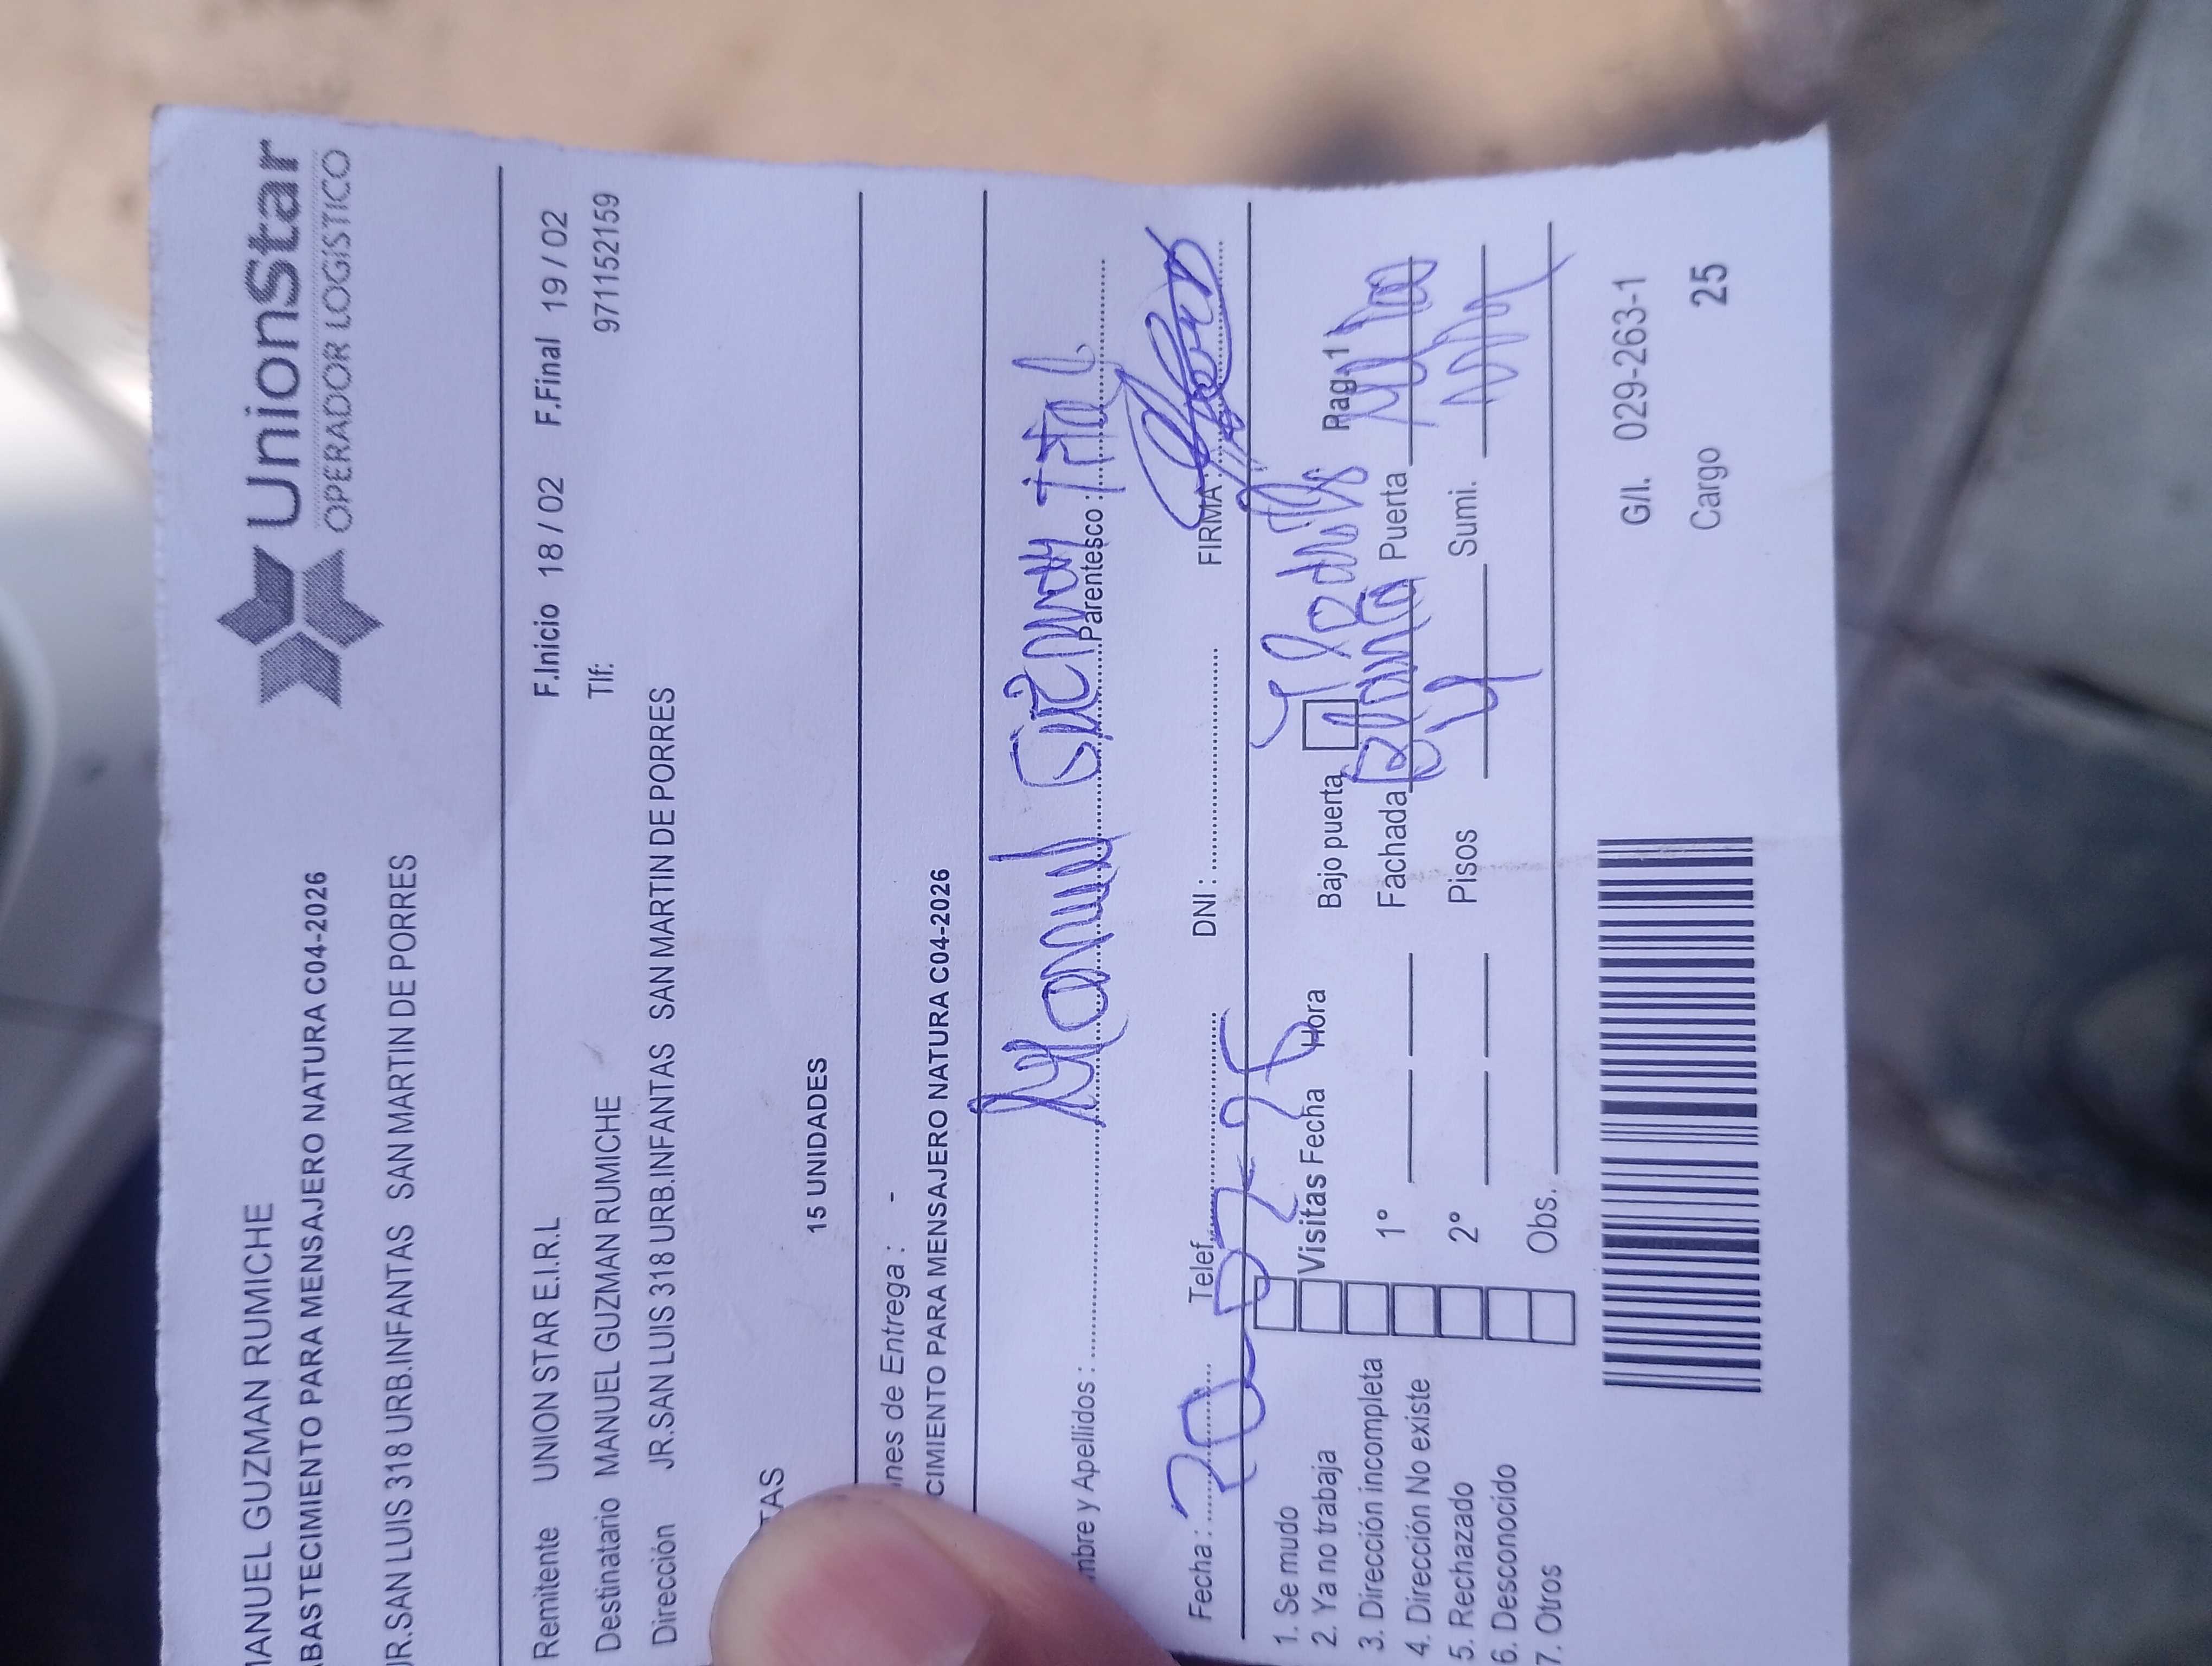 MANUEL GUZMAN RUMICHE
ABASTECIMIENTO PARA MENSAJERO NATURA C04-2026
JR.SAN LUIS 318 URB.INFANTAS SAN MARTIN DE PORRES
UnionStar
OPERADOR LOGÍSTICO
Remitente UNION STAR E.I.R.L F.Inicio 18 / 02 F.Final 19 / 02
Destinatario MANUEL GUZMAN RUMICHE Tlf: 971152159
Dirección JR.SAN LUIS 318 URB.INFANTAS SAN MARTIN DE PORRES
TAS
15 UNIDADES
nes de Entrega : -
CIMIENTO PARA MENSAJERO NATURA C04-2026
mbre y Apellidos : Manuel Parentesco :
Fecha : 20-02-26 Telef. DNI : FIRMA :
1. Se mudo
2. Ya no trabaja
3. Dirección incompleta
4. Dirección No existe
5. Rechazado
6. Desconocido
7. Otros
Visitas Fecha Hora
1°
2°
Obs.
Bajo puerta Pag. 1
Fachada Puerta
Pisos 4 Sumi.
G/I. 029-263-1
Cargo 25